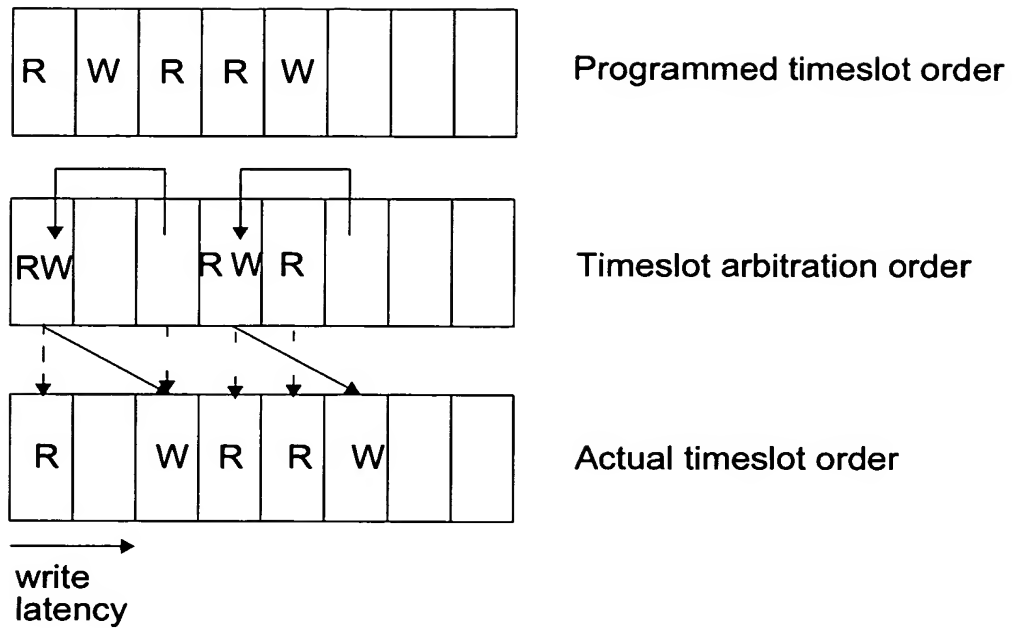 R W R R W Programmed timeslot order
RW R W R Timeslot arbitration order
R W R R W Actual timeslot order
write
latency